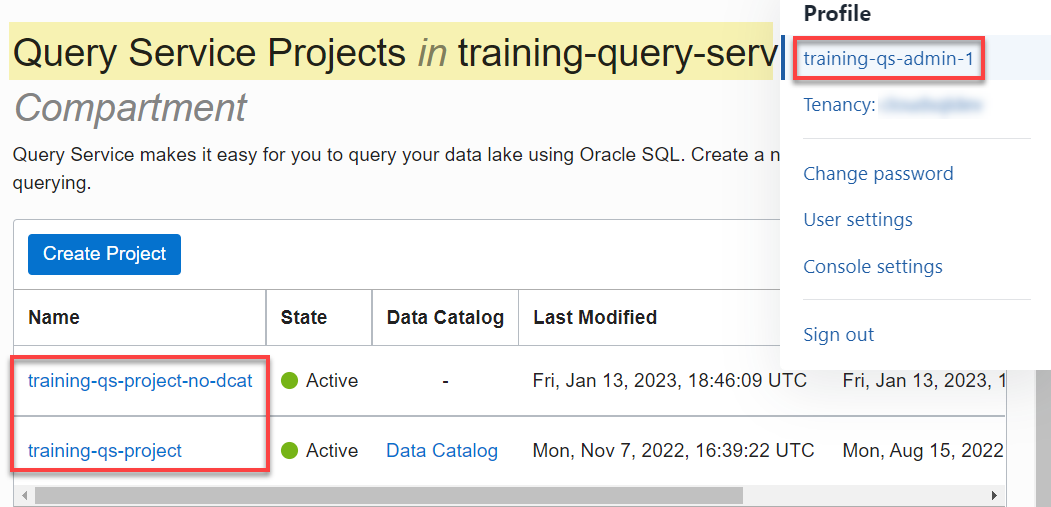 Query Service Projects in training-query-serv
Compartment
Query Service makes it easy for you to query your data lake using Oracle SQL. Create a n
querying.
Create Project
Name State Data Catalog Last Modified
training-qs-project-no-dcat Active - Fri, Jan 13, 2023, 18:46:09 UTC Fri, Jan 13, 2023, 1
training-qs-project Active Data Catalog Mon, Nov 7, 2022, 16:39:22 UTC Mon, Aug 15, 2022
Profile
training-qs-admin-1
Tenancy:
Change password
User settings
Console settings
Sign out